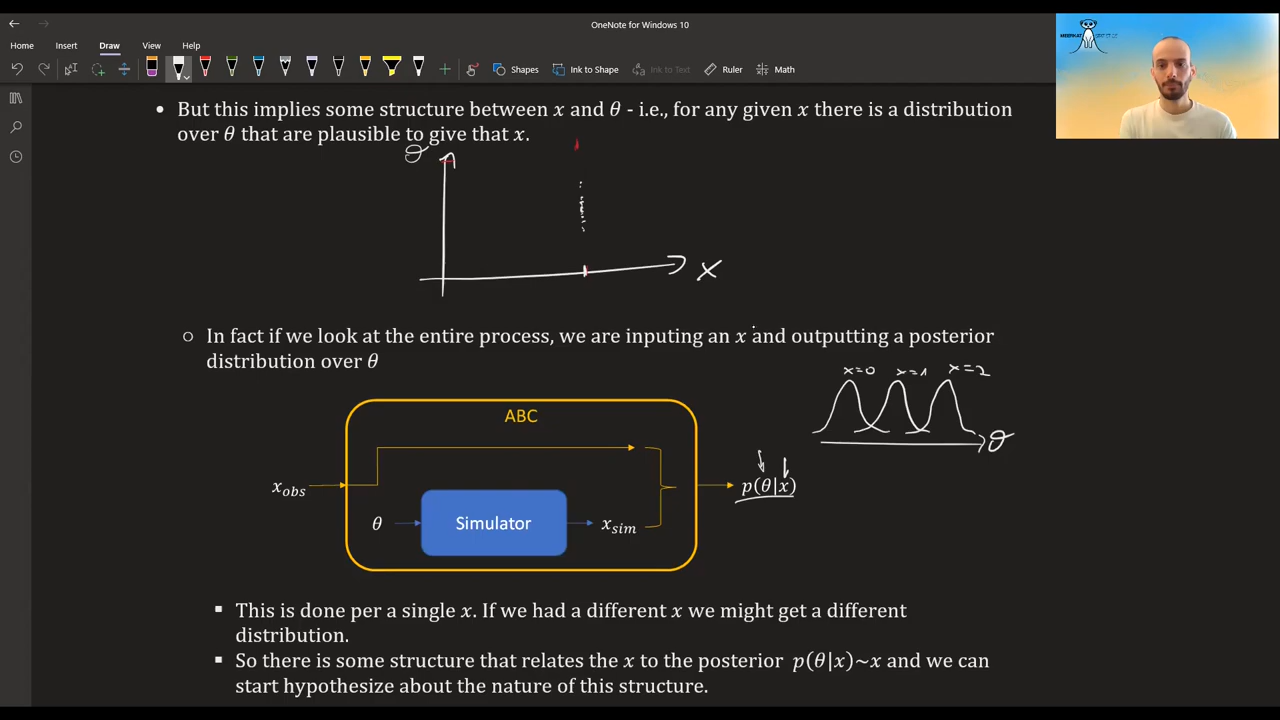 OneNote for Windows 10
Home Insert Draw View Help
Shapes Ink to Shape Ink to Text Ruler Math
• But this implies some structure between x and θ - i.e., for any given x there is a distribution
over θ that are plausible to give that x.
θ
x
○ In fact if we look at the entire process, we are inputing an x and outputting a posterior
distribution over θ
x=0 x=1 x=2
θ
ABC
x_obs
p(θ|x)
θ
Simulator
x_sim
▪ This is done per a single x. If we had a different x we might get a different
distribution.
▪ So there is some structure that relates the x to the posterior p(θ|x)~x and we can
start hypothesize about the nature of this structure.